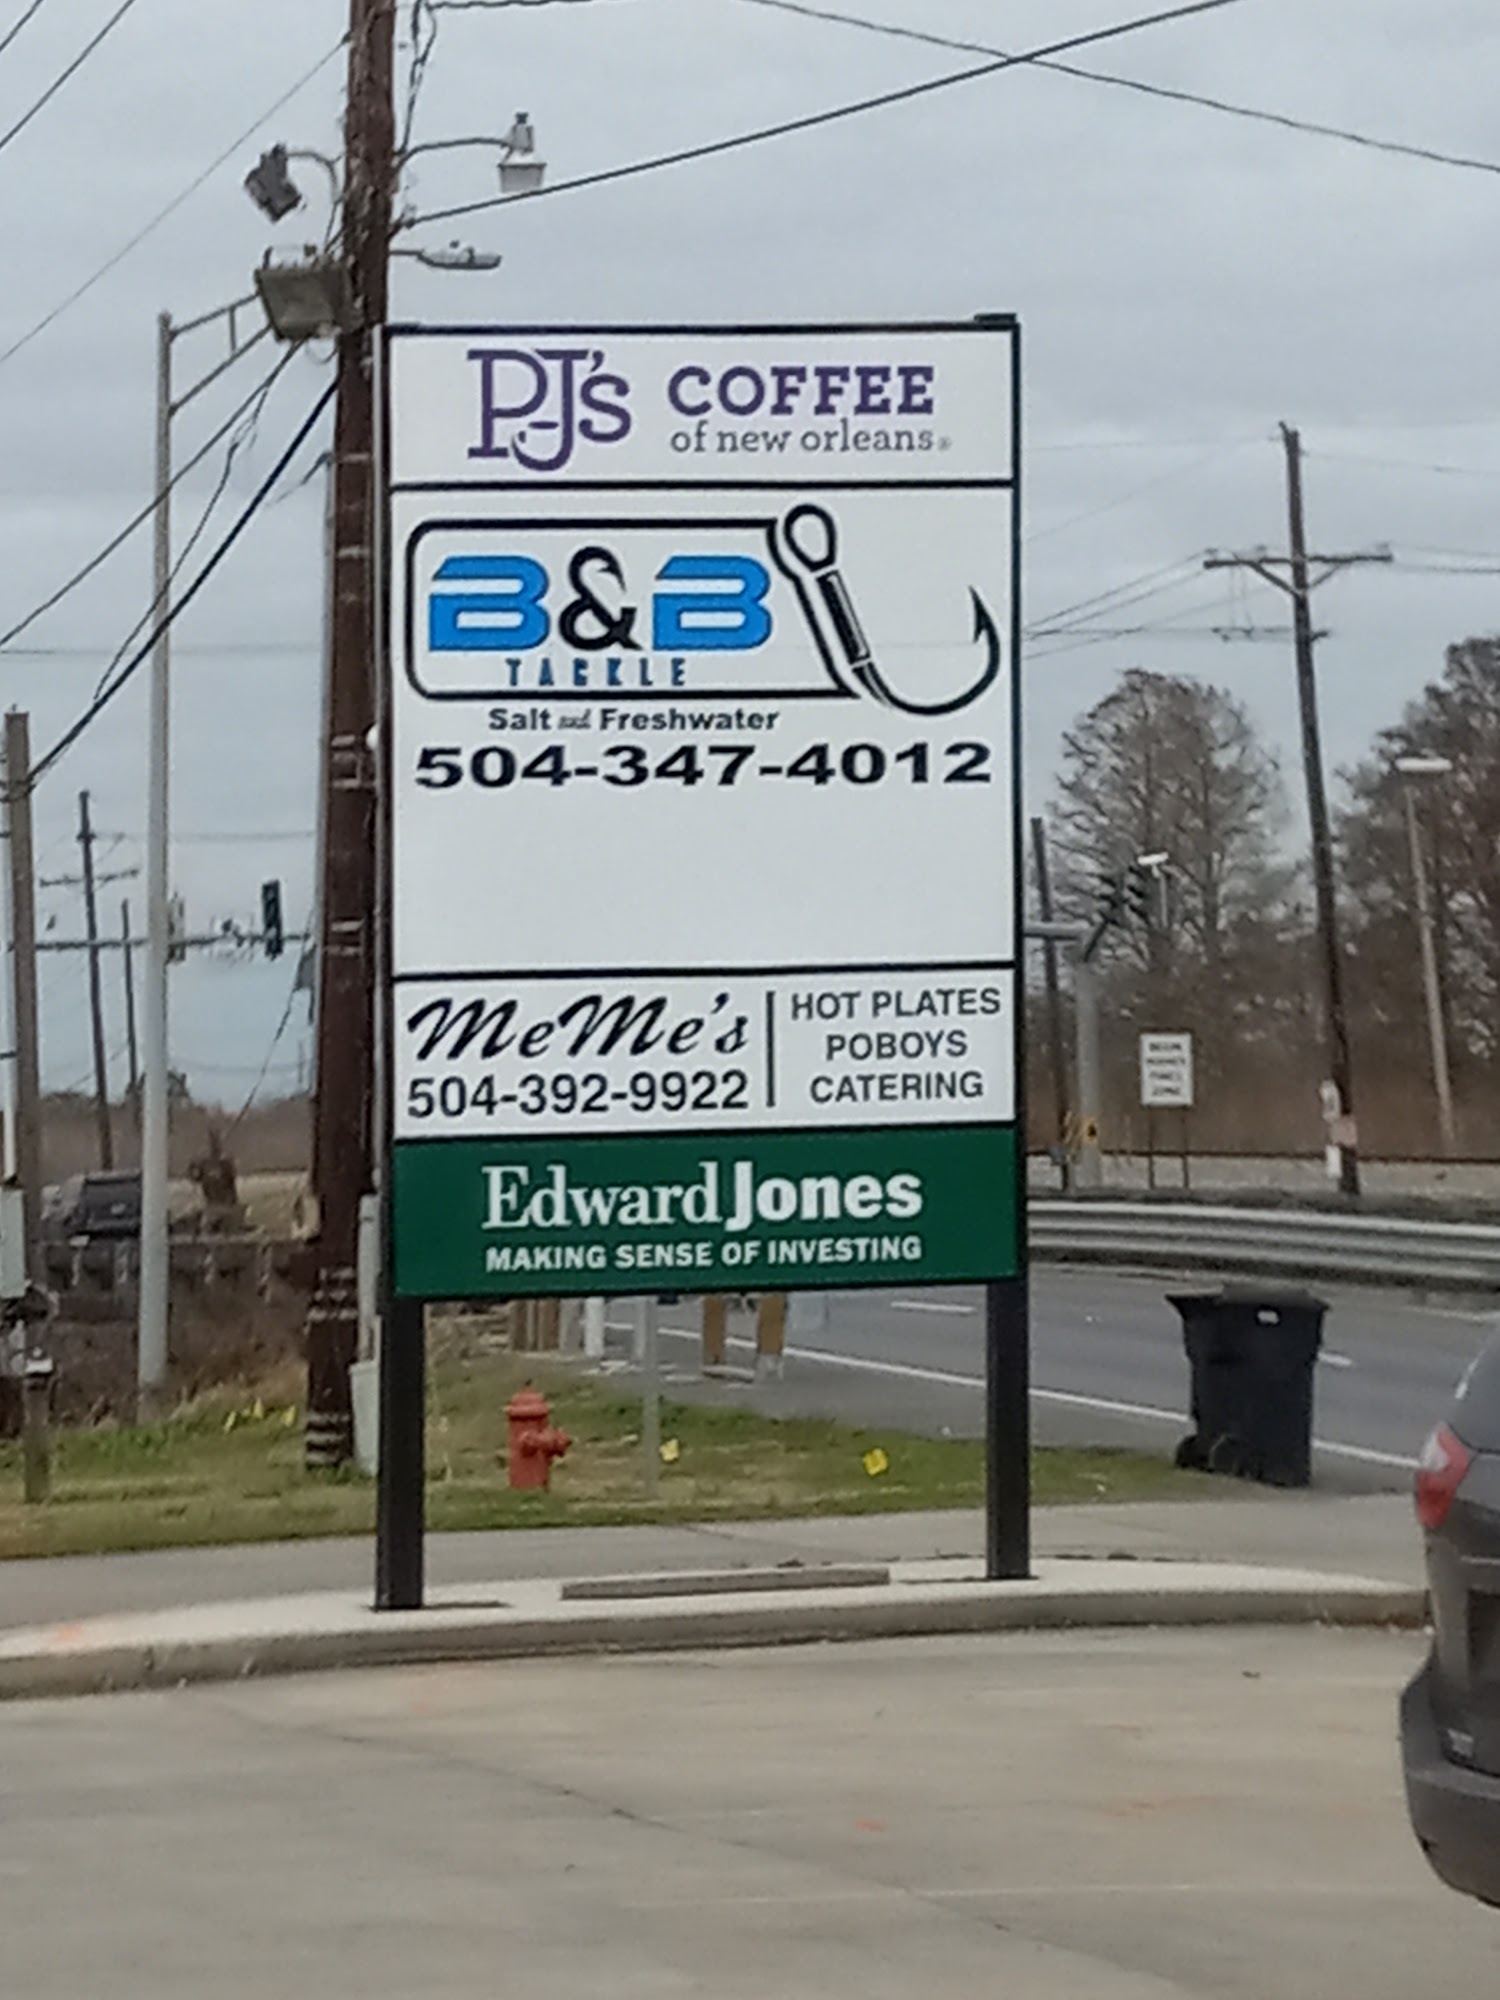 PJ's COFFEE
of new orleans®
B&B
TACKLE
Salt and Freshwater
504-347-4012
MeMe's
504-392-9922
HOT PLATES
POBOYS
CATERING
Edward Jones
MAKING SENSE OF INVESTING